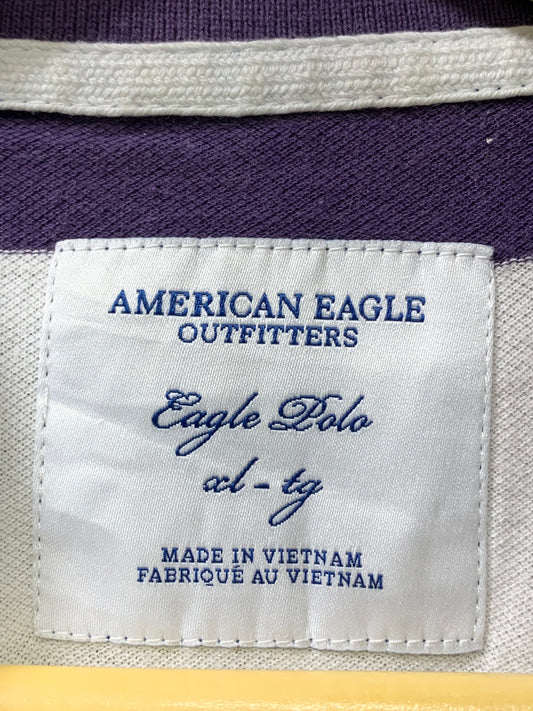 AMERICAN EAGLE
OUTFITTERS
Eagle Polo
xl - tg
MADE IN VIETNAM
FABRIQUÉ AU VIETNAM